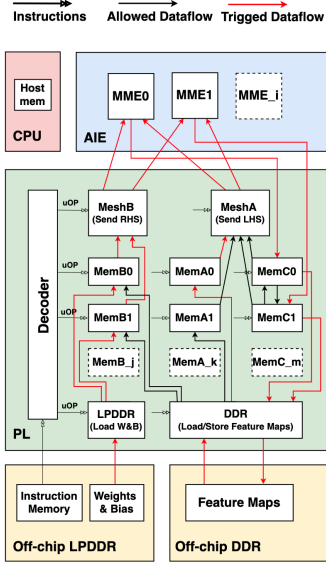 Instructions Allowed Dataflow Trigged Dataflow
Host
mem
CPU
MME0 MME1 MME_i
AIE
Decoder
uOP
MeshB
(Send RHS)
MeshA
(Send LHS)
uOP
MemB0 MemA0 MemC0
uOP
MemB1 MemA1 MemC1
MemB_j MemA_k MemC_m
uOP
LPDDR
(Load W&B)
DDR
(Load/Store Feature Maps)
PL
Instruction
Memory
Weights
& Bias
Feature Maps
Off-chip LPDDR Off-chip DDR